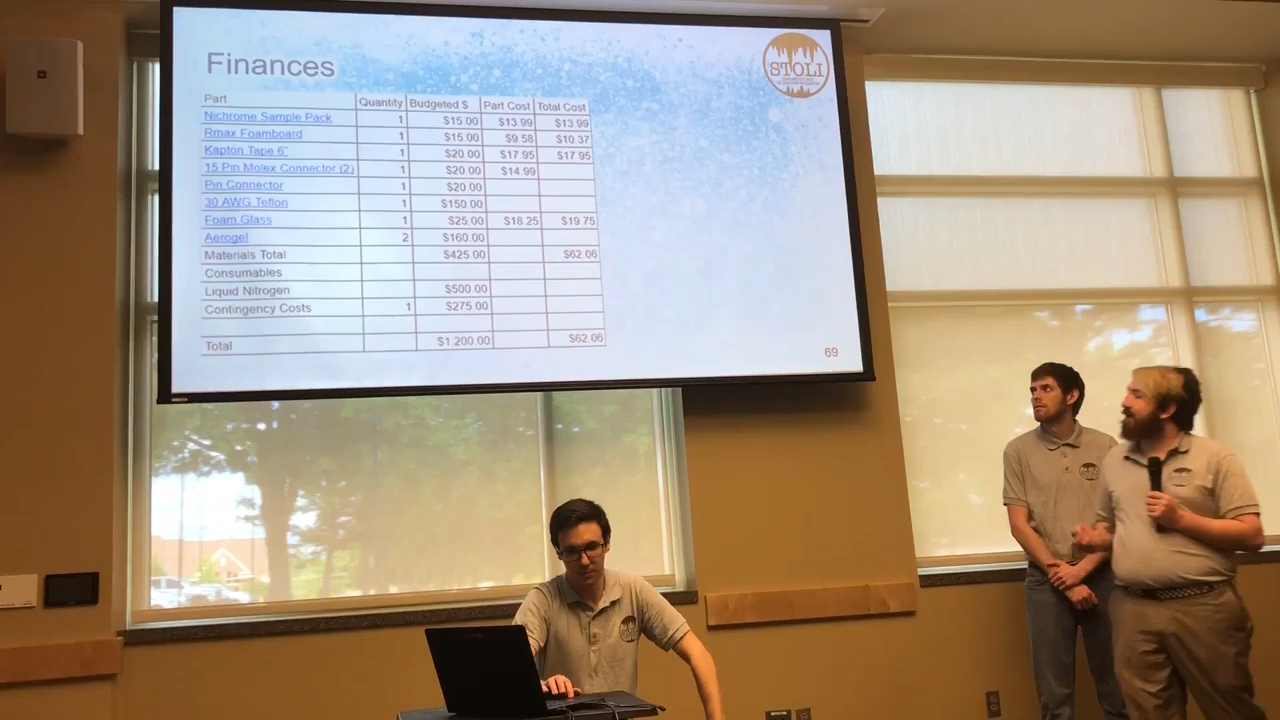 Finances
STOLI
Part Quantity Budgeted $ Part Cost Total Cost
Nichrome Sample Pack 1 $15.00 $13.99 $13.99
Rmax Foamboard 1 $15.00 $9.58 $10.37
Kapton Tape 6" 1 $20.00 $17.95 $17.95
15 Pin Molex Connector (2) 1 $20.00 $14.99
Pin Connector 1 $20.00
30 AWG Teflon 1 $150.00
Foam Glass 1 $25.00 $18.25 $19.75
Aerogel 2 $160.00
Materials Total $425.00 $62.06
Consumables
Liquid Nitrogen $500.00
Contingency Costs 1 $275.00
Total $1,200.00 $62.06
69